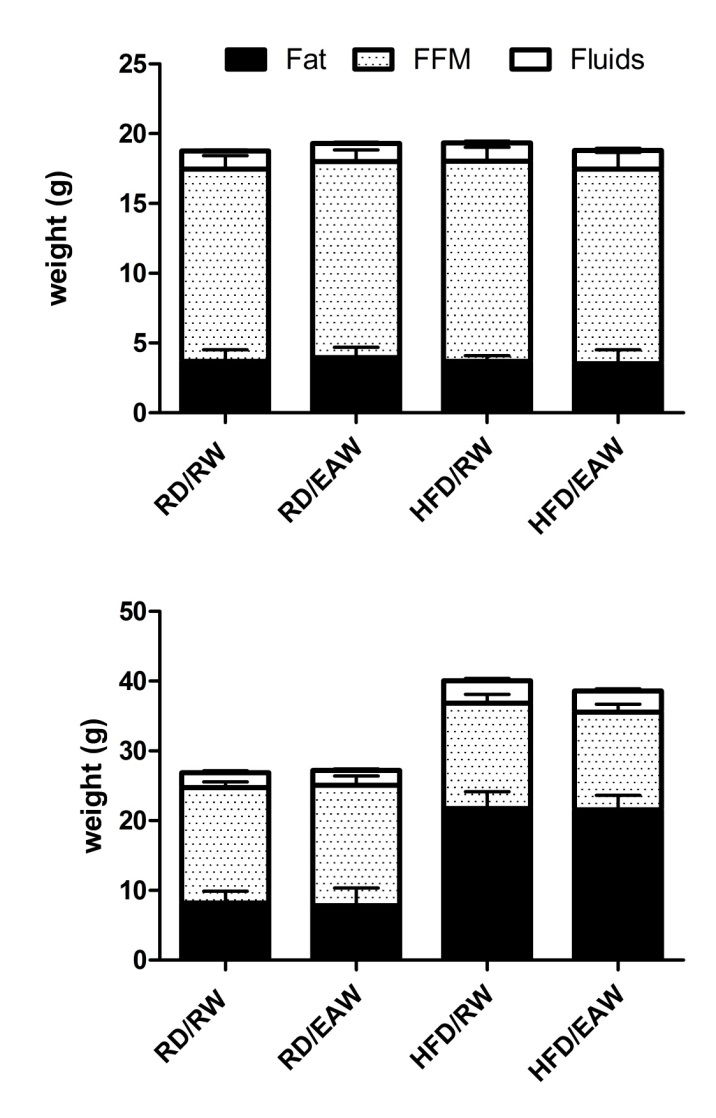 Fat FFM Fluids
weight (g)
25
20
15
10
5
0
RD/RW RD/EAW HFD/RW HFD/EAW
weight (g)
50
40
30
20
10
0
RD/RW RD/EAW HFD/RW HFD/EAW